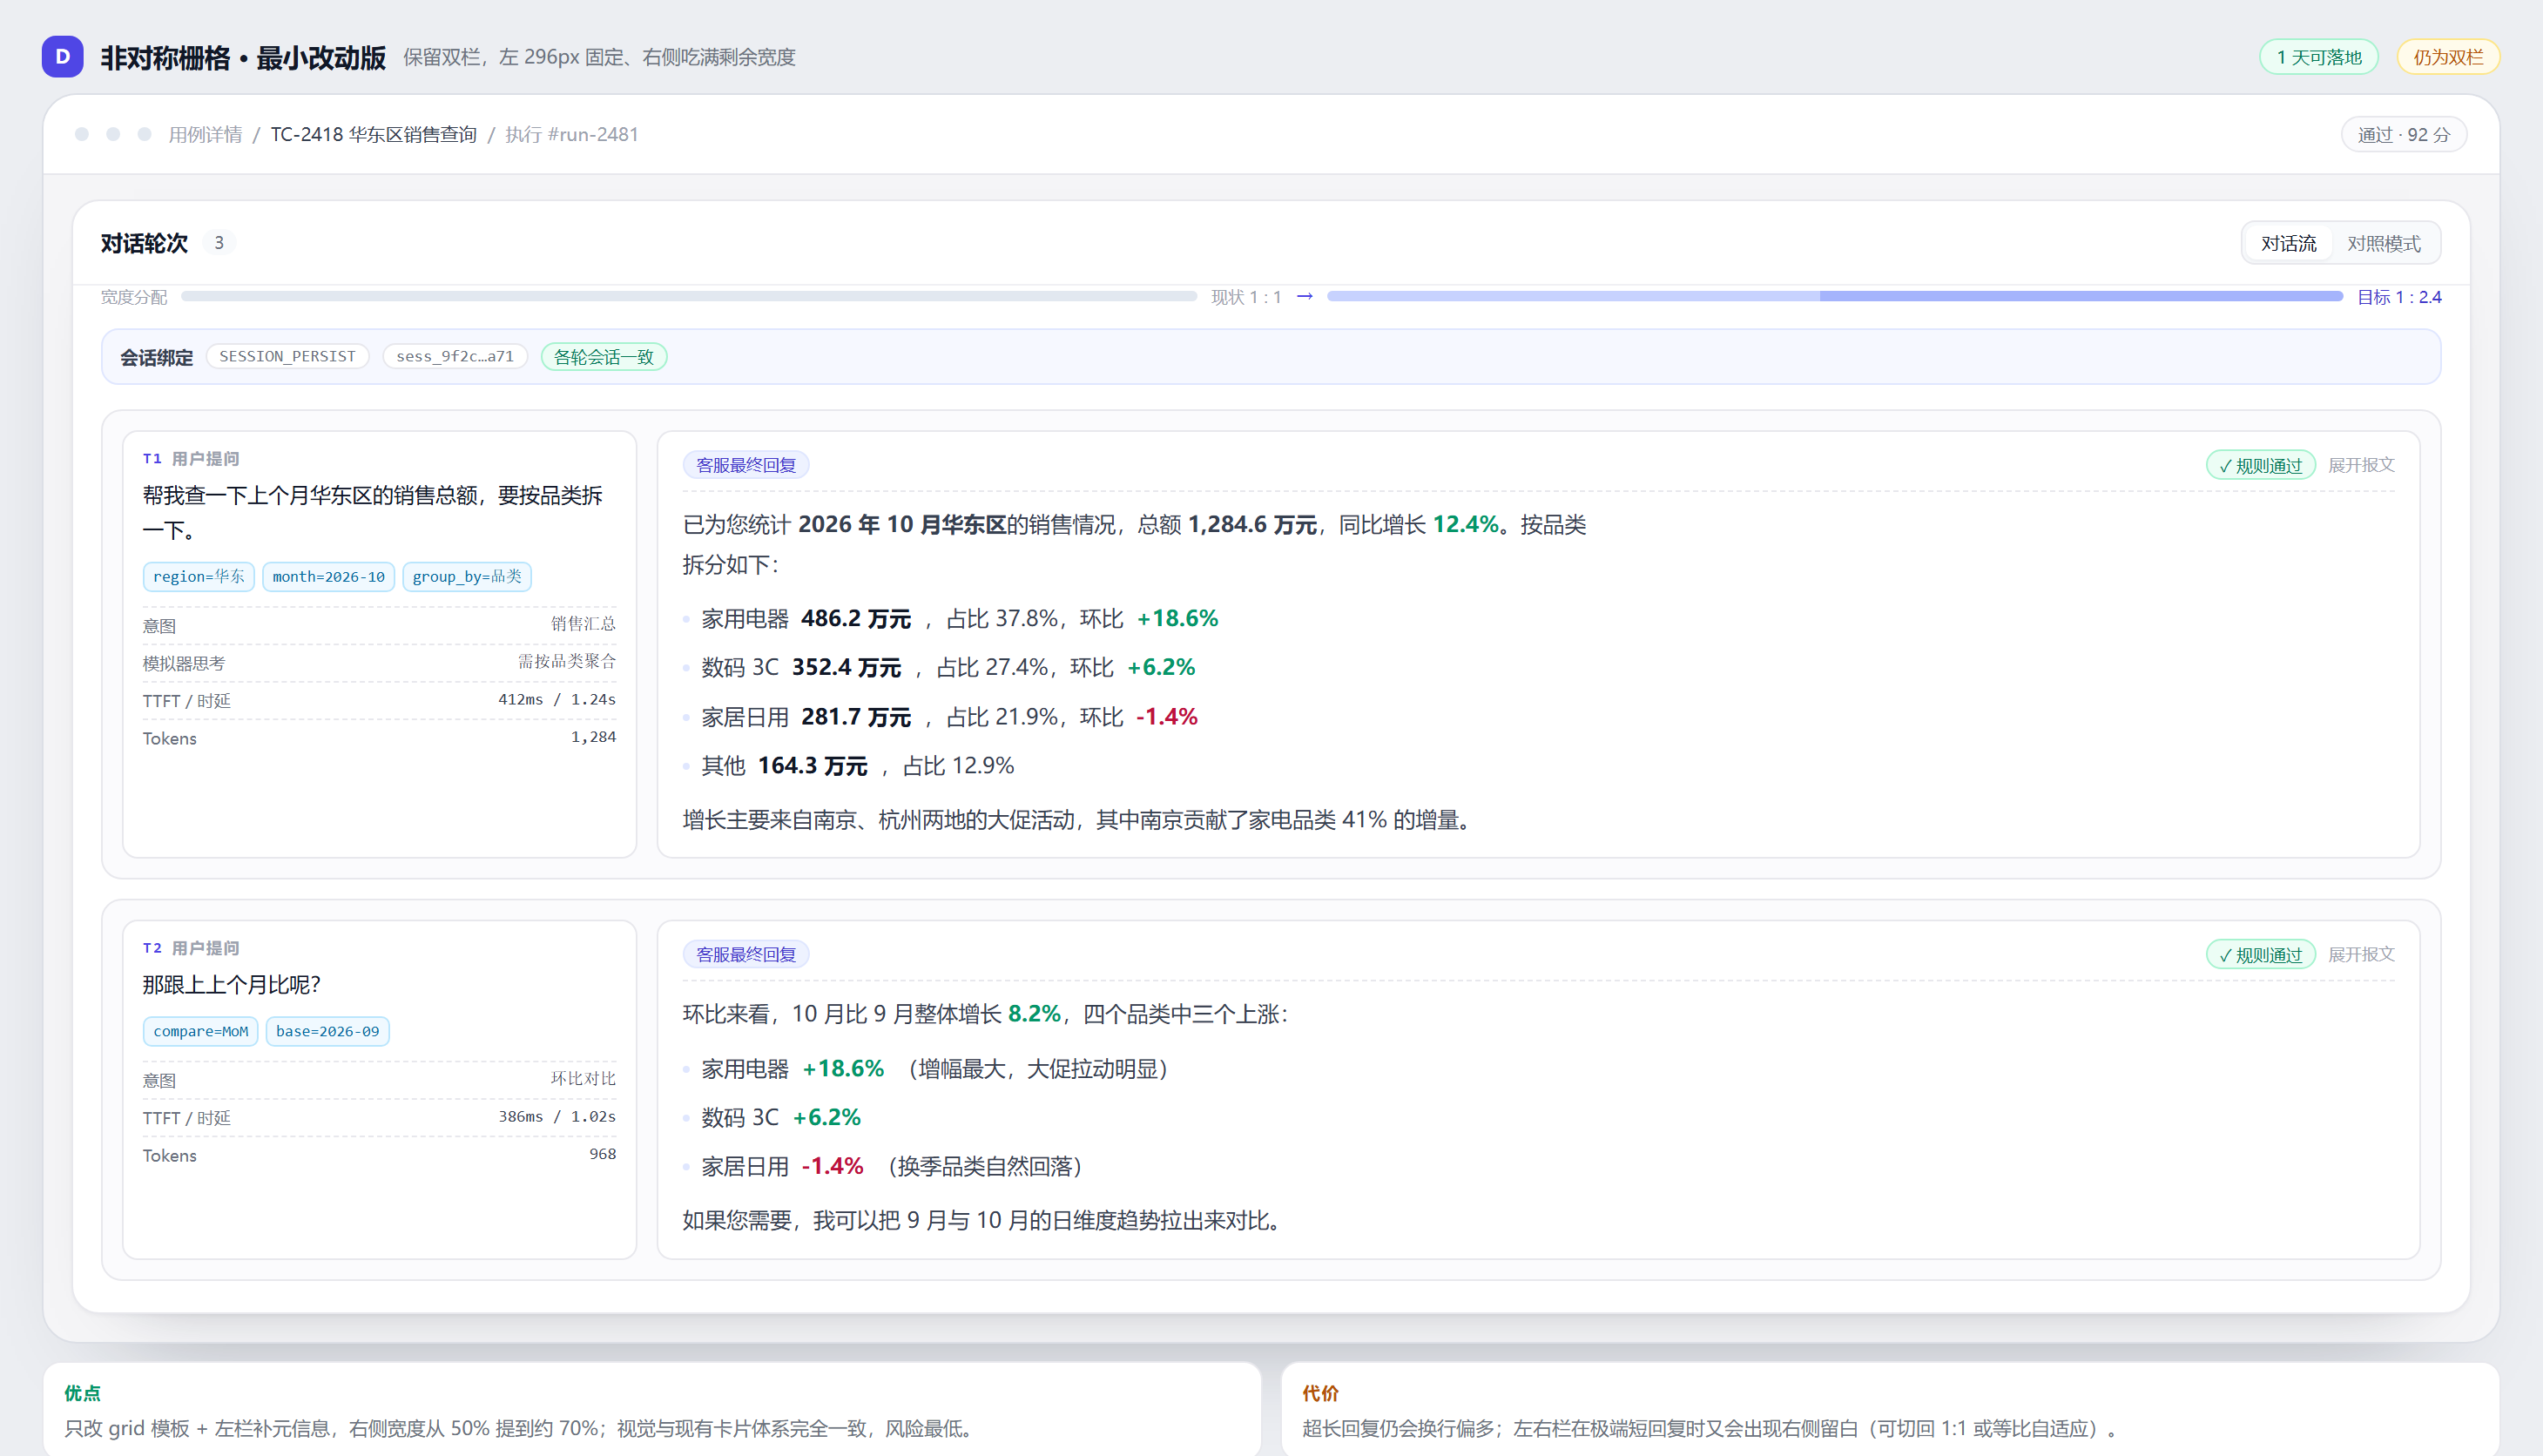 D 非对称栅格 • 最小改动版 保留双栏，左 296px 固定、右侧吃满剩余宽度 1 天可落地 仍为双栏
用例详情 / TC-2418 华东区销售查询 / 执行 #run-2481 通过 · 92 分
对话轮次 3 对话流 对照模式
宽度分配 现状 1 : 1 → 目标 1 : 2.4
会话绑定 SESSION_PERSIST sess_9f2c…a71 各轮会话一致
T1 用户提问
帮我查一下上个月华东区的销售总额，要按品类拆
一下。
region=华东 month=2026-10 group_by=品类
意图 销售汇总
模拟器思考 需按品类聚合
TTFT / 时延 412ms / 1.24s
Tokens 1,284
客服最终回复 ✓ 规则通过 展开报文
已为您统计 2026 年 10 月华东区的销售情况，总额 1,284.6 万元，同比增长 12.4%。按品类
拆分如下：
家用电器 486.2 万元 ，占比 37.8%，环比 +18.6%
数码 3C 352.4 万元 ，占比 27.4%，环比 +6.2%
家居日用 281.7 万元 ，占比 21.9%，环比 -1.4%
其他 164.3 万元 ，占比 12.9%
增长主要来自南京、杭州两地的大促活动，其中南京贡献了家电品类 41% 的增量。
T2 用户提问
那跟上上个月比呢？
compare=MoM base=2026-09
意图 环比对比
TTFT / 时延 386ms / 1.02s
Tokens 968
客服最终回复 ✓ 规则通过 展开报文
环比来看，10 月比 9 月整体增长 8.2%，四个品类中三个上涨：
家用电器 +18.6% （增幅最大，大促拉动明显）
数码 3C +6.2%
家居日用 -1.4% （换季品类自然回落）
如果您需要，我可以把 9 月与 10 月的日维度趋势拉出来对比。
优点
只改 grid 模板 + 左栏补元信息，右侧宽度从 50% 提到约 70%；视觉与现有卡片体系完全一致，风险最低。
代价
超长回复仍会换行偏多；左右栏在极端短回复时又会出现右侧留白（可切回 1:1 或等比自适应）。